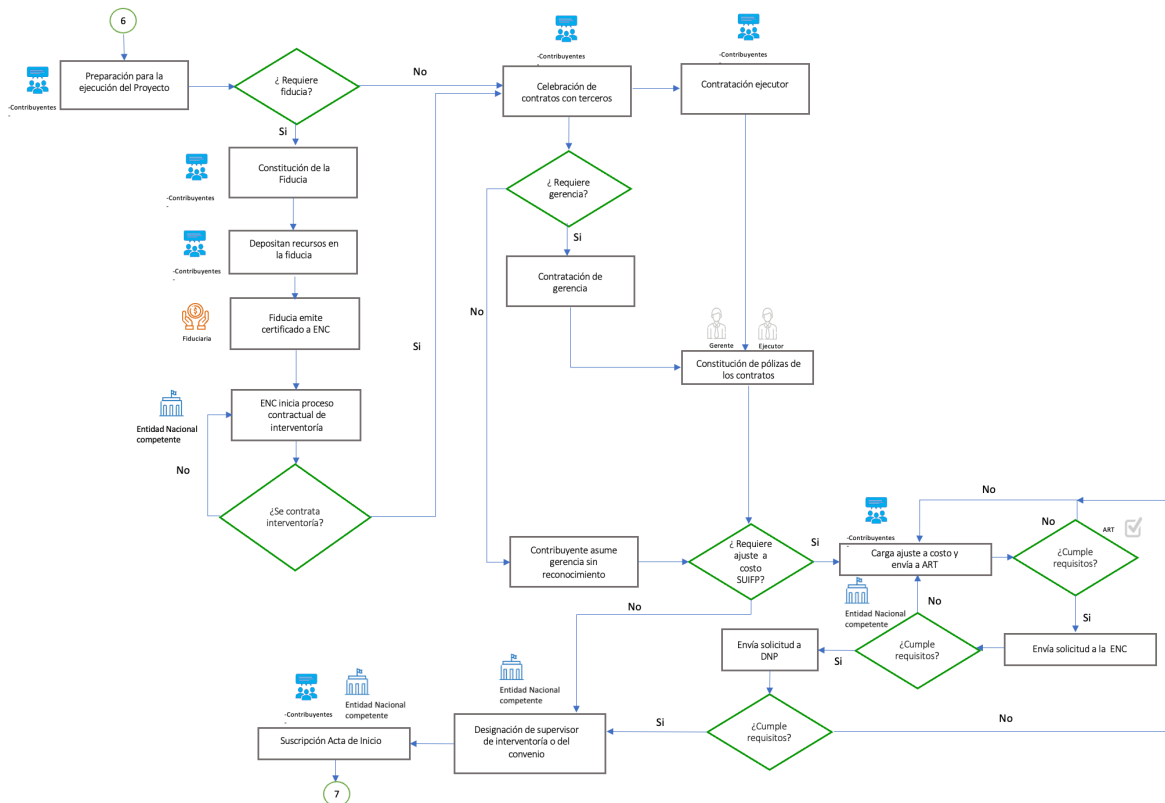 6
-Contribuyentes
-
Preparación para la
ejecución del Proyecto
¿ Requiere
fiducia?
No
Si
-Contribuyentes
-
Constitución de la
Fiducia
-Contribuyentes
-
Depositan recursos en
la fiducia
Fiduciaria
Fiducia emite
certificado a ENC
Entidad Nacional
competente
ENC inicia proceso
contractual de
interventoría
No
¿Se contrata
interventoría?
Si
-Contribuyentes
-
Celebración de
contratos con terceros
-Contribuyentes
-
Contratación ejecutor
¿ Requiere
gerencia?
Si
No
Contratación de
gerencia
Gerente
Ejecutor
Constitución de pólizas de
los contratos
Contribuyente asume
gerencia sin
reconocimiento
¿ Requiere
ajuste a
costo
SUIFP?
Si
No
-Contribuyentes
-
Carga ajuste a costo y
envía a ART
No
No
ART
¿Cumple
requisitos?
Si
Envía solicitud a la ENC
Entidad Nacional
competente
No
¿Cumple
requisitos?
Si
Envía solicitud a
DNP
¿Cumple
requisitos?
No
Si
Entidad Nacional
competente
Designación de supervisor
de interventoría o del
convenio
-Contribuyentes
-
Entidad Nacional
competente
Suscripción Acta de Inicio
7